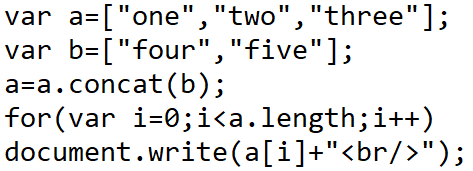 var a=["one","two","three"];
var b=["four","five"];
a=a.concat(b);
for(var i=0;i<a.length;i++)
document.write(a[i]+"<br/>");